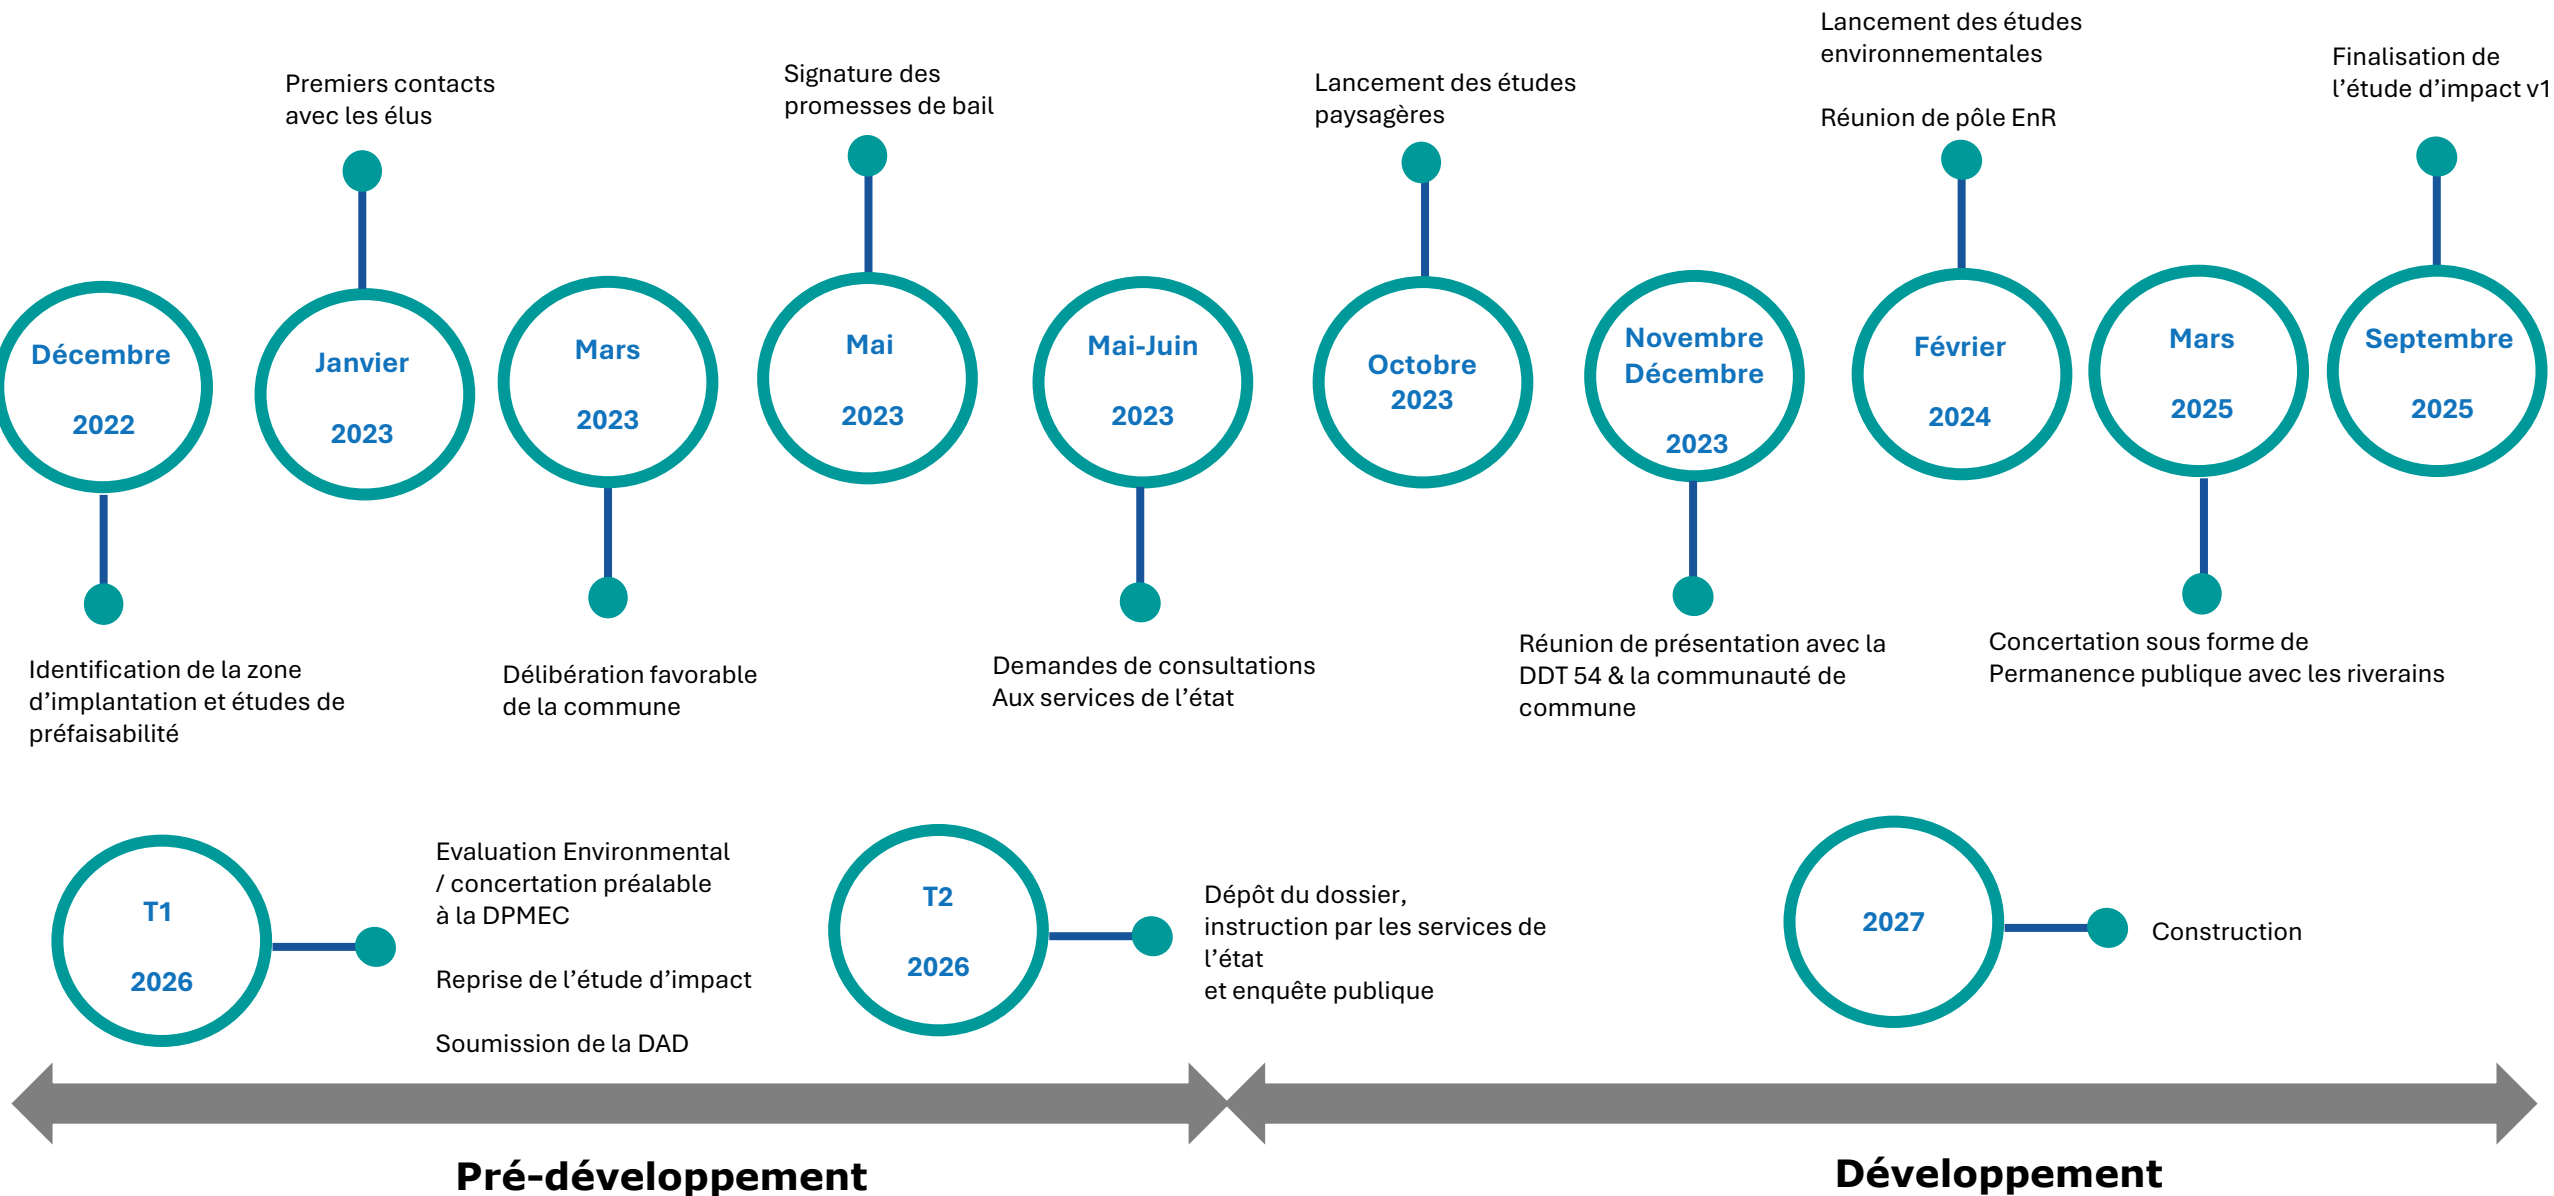 Décembre
2022
Identification de la zone
d'implantation et études de
préfaisabilité
Premiers contacts
avec les élus
Janvier
2023
Mars
2023
Délibération favorable
de la commune
Signature des
promesses de bail
Mai
2023
Mai-Juin
2023
Demandes de consultations
Aux services de l'état
Lancement des études
paysagères
Octobre
2023
Novembre
Décembre
2023
Réunion de présentation avec la
DDT 54 & la communauté de
commune
Lancement des études
environnementales
Réunion de pôle EnR
Février
2024
Mars
2025
Concertation sous forme de
Permanence publique avec les riverains
Finalisation de
l'étude d'impact v1
Septembre
2025
T1
2026
Evaluation Environmental
/ concertation préalable
à la DPMEC
Reprise de l'étude d'impact
Soumission de la DAD
T2
2026
Dépôt du dossier,
instruction par les services de
l'état
et enquête publique
2027
Construction
Pré-développement
Développement